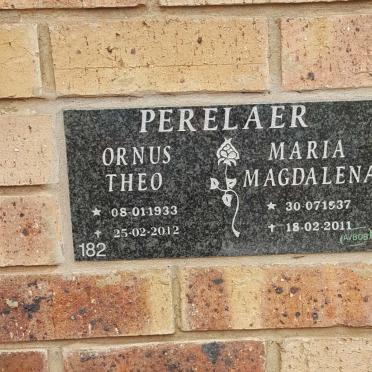 PERELAER
ORNUS
THEO
★ 08-011933
✝ 25-02-2012
MARIA
MAGDALENA
★ 30-071937
✝ 18-02-2011
182